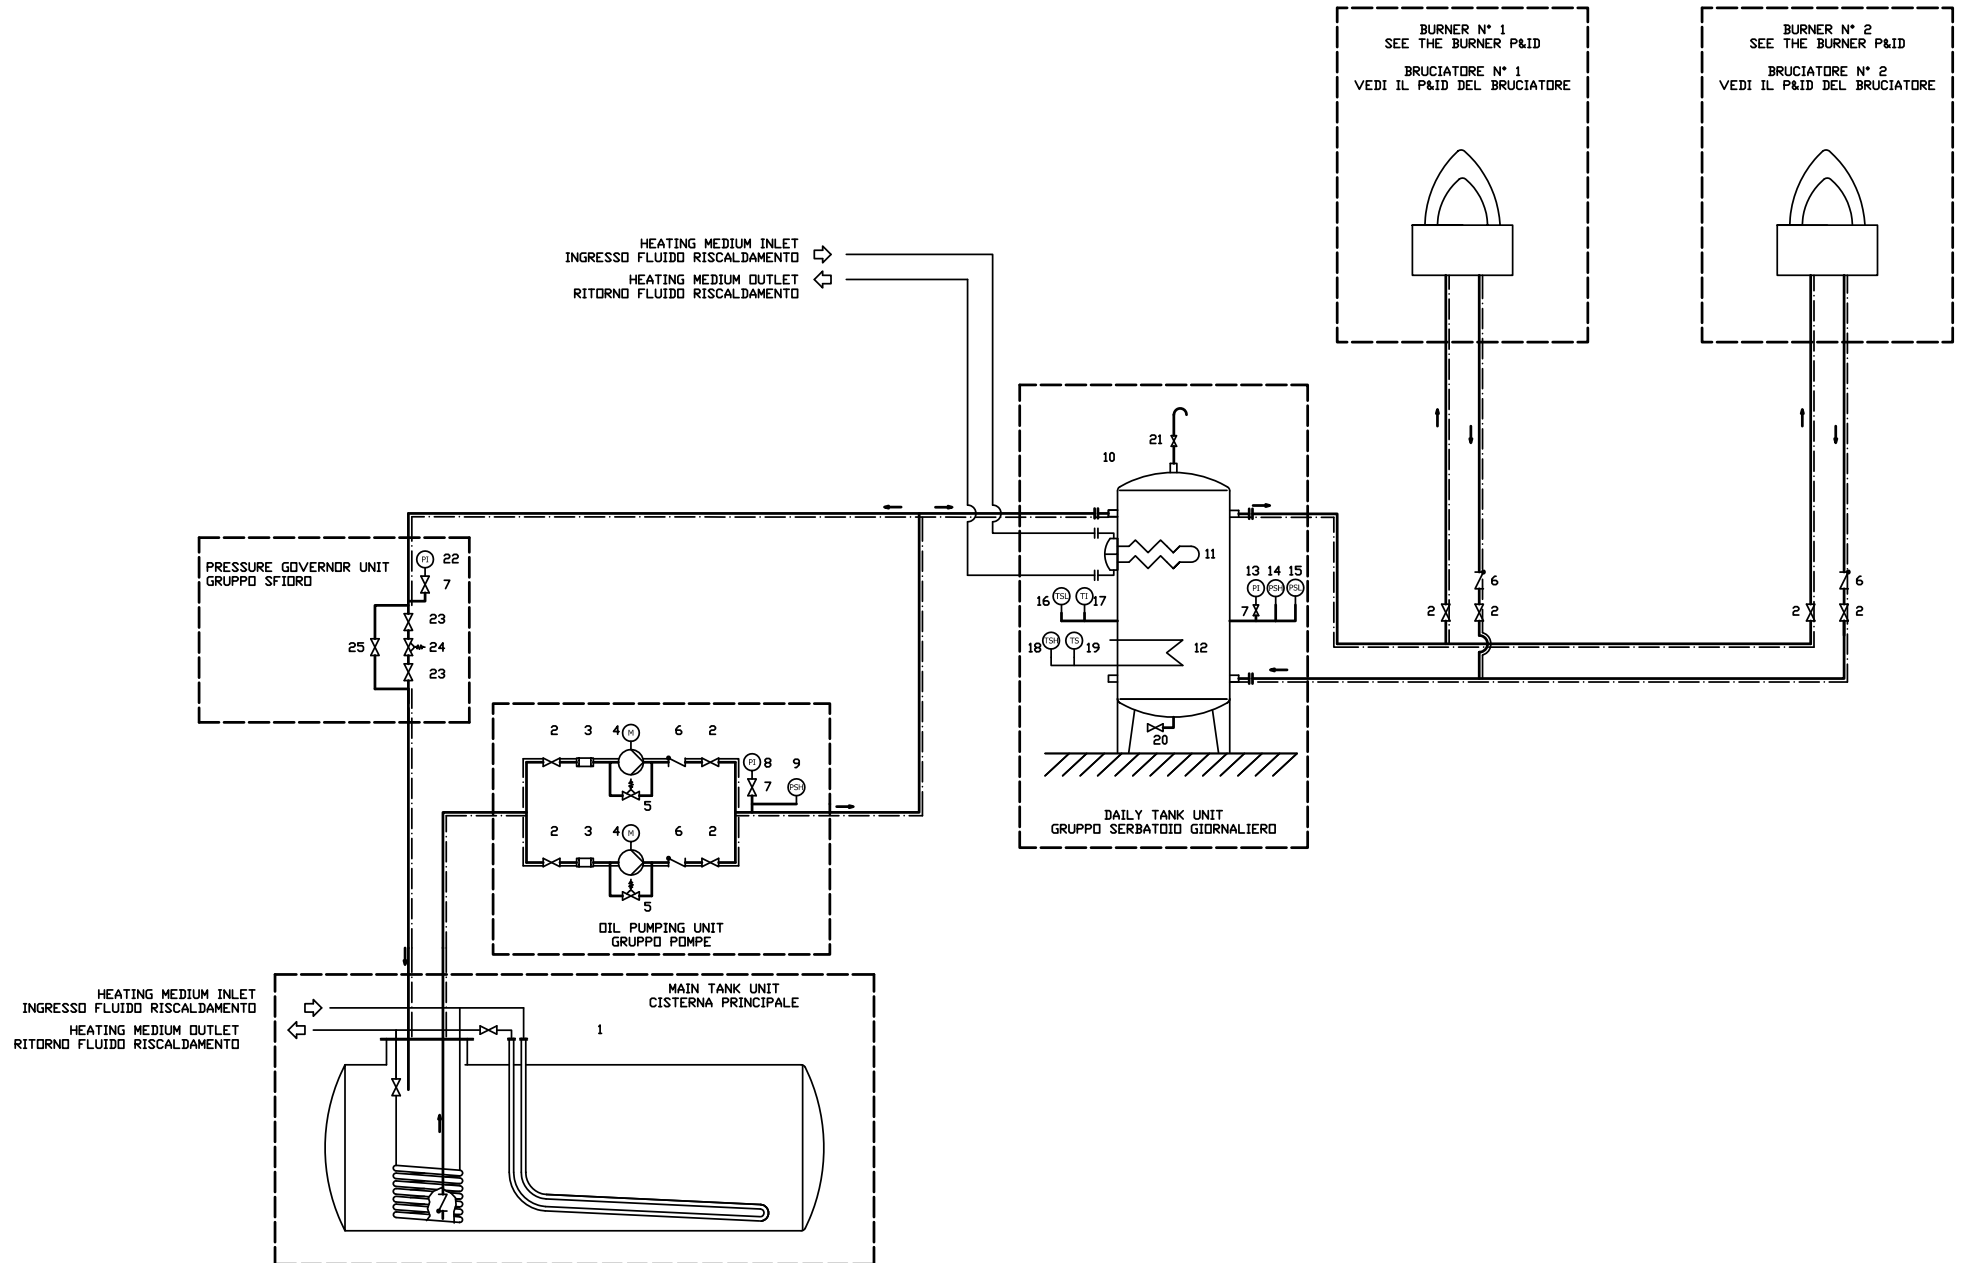 BURNER N° 1
SEE THE BURNER P&ID
BRUCIATORE N° 1
VEDI IL P&ID DEL BRUCIATORE
BURNER N° 2
SEE THE BURNER P&ID
BRUCIATORE N° 2
VEDI IL P&ID DEL BRUCIATORE
HEATING MEDIUM INLET
INGRESSO FLUIDO RISCALDAMENTO
HEATING MEDIUM OUTLET
RITORNO FLUIDO RISCALDAMENTO
21
10
11
13 14 15
PI PSH PSL
7
16 TSL TI 17
18 TSH TS 19
12
20
DAILY TANK UNIT
GRUPPO SERBATOIO GIORNALIERO
6
2 2
6
2 2
PRESSURE GOVERNOR UNIT
GRUPPO SFIORO
PI 22
7
23
25 24
23
2 3 4 M 6 2
5
PI 8 9
7 PSH
2 3 4 M 6 2
5
OIL PUMPING UNIT
GRUPPO POMPE
MAIN TANK UNIT
CISTERNA PRINCIPALE
HEATING MEDIUM INLET
INGRESSO FLUIDO RISCALDAMENTO
HEATING MEDIUM OUTLET
RITORNO FLUIDO RISCALDAMENTO
1